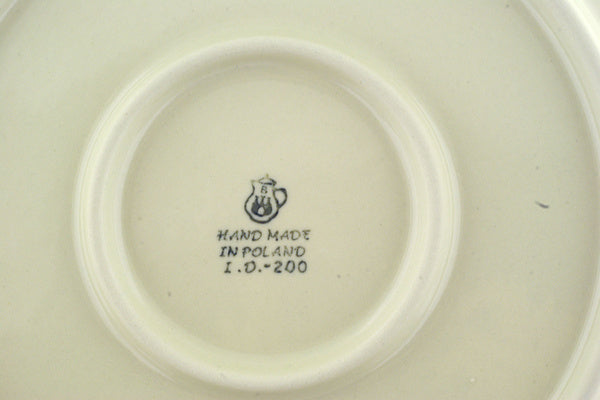 B
HAND MADE
IN POLAND
I.D.-200